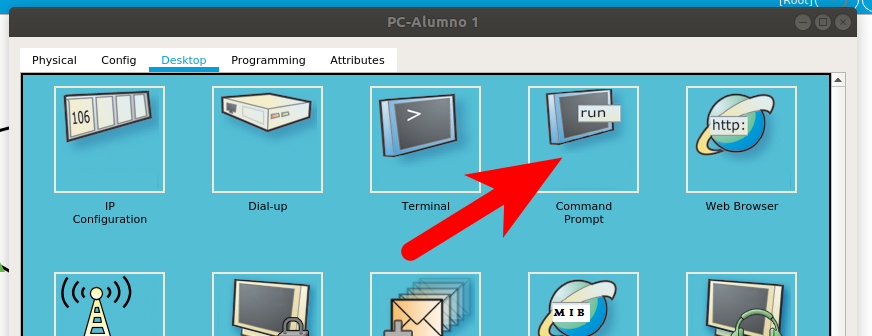 [Root]
PC-Alumno 1
Physical Config Desktop Programming Attributes
106
>
run
http:
IP
Configuration
Dial-up
Terminal
Command
Prompt
Web Browser
MIB